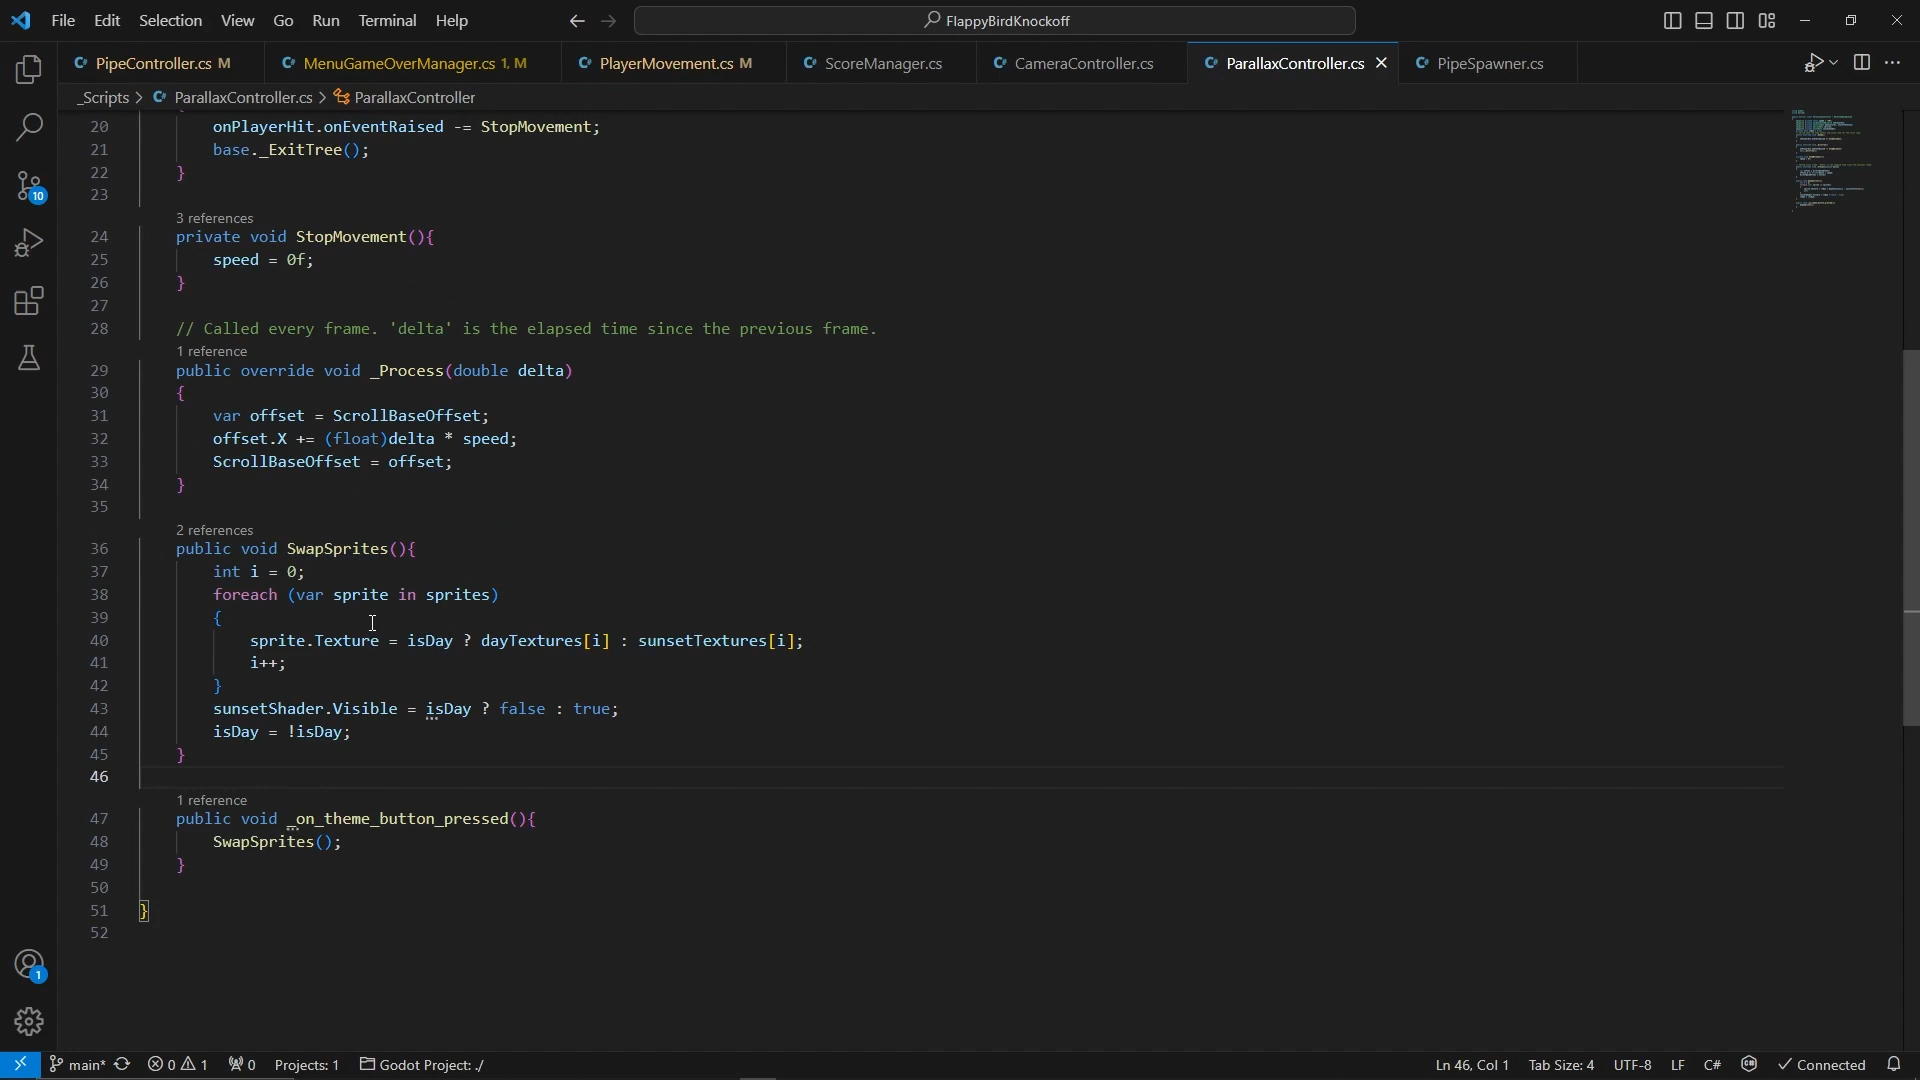 File Edit Selection View Go Run Terminal Help FlappyBirdKnockoff
PipeController.cs M MenuGameOverManager.cs 1, M PlayerMovement.cs M ScoreManager.cs CameraController.cs ParallaxController.cs PipeSpawner.cs
_Scripts > ParallaxController.cs > ParallaxController
20 onPlayerHit.onEventRaised -= StopMovement;
21 base._ExitTree();
22 }
23
3 references
24 private void StopMovement(){
25 speed = 0f;
26 }
27
28 // Called every frame. 'delta' is the elapsed time since the previous frame.
1 reference
29 public override void _Process(double delta)
30 {
31 var offset = ScrollBaseOffset;
32 offset.X += (float)delta * speed;
33 ScrollBaseOffset = offset;
34 }
35
2 references
36 public void SwapSprites(){
37 int i = 0;
38 foreach (var sprite in sprites)
39 {
40 sprite.Texture = isDay ? dayTextures[i] : sunsetTextures[i];
41 i++;
42 }
43 sunsetShader.Visible = isDay ? false : true;
44 isDay = !isDay;
45 }
46
1 reference
47 public void _on_theme_button_pressed(){
48 SwapSprites();
49 }
50
51 }
52
10
1
main* 0 1 0 Projects: 1 Godot Project: ./ Ln 46, Col 1 Tab Size: 4 UTF-8 LF C# Connected